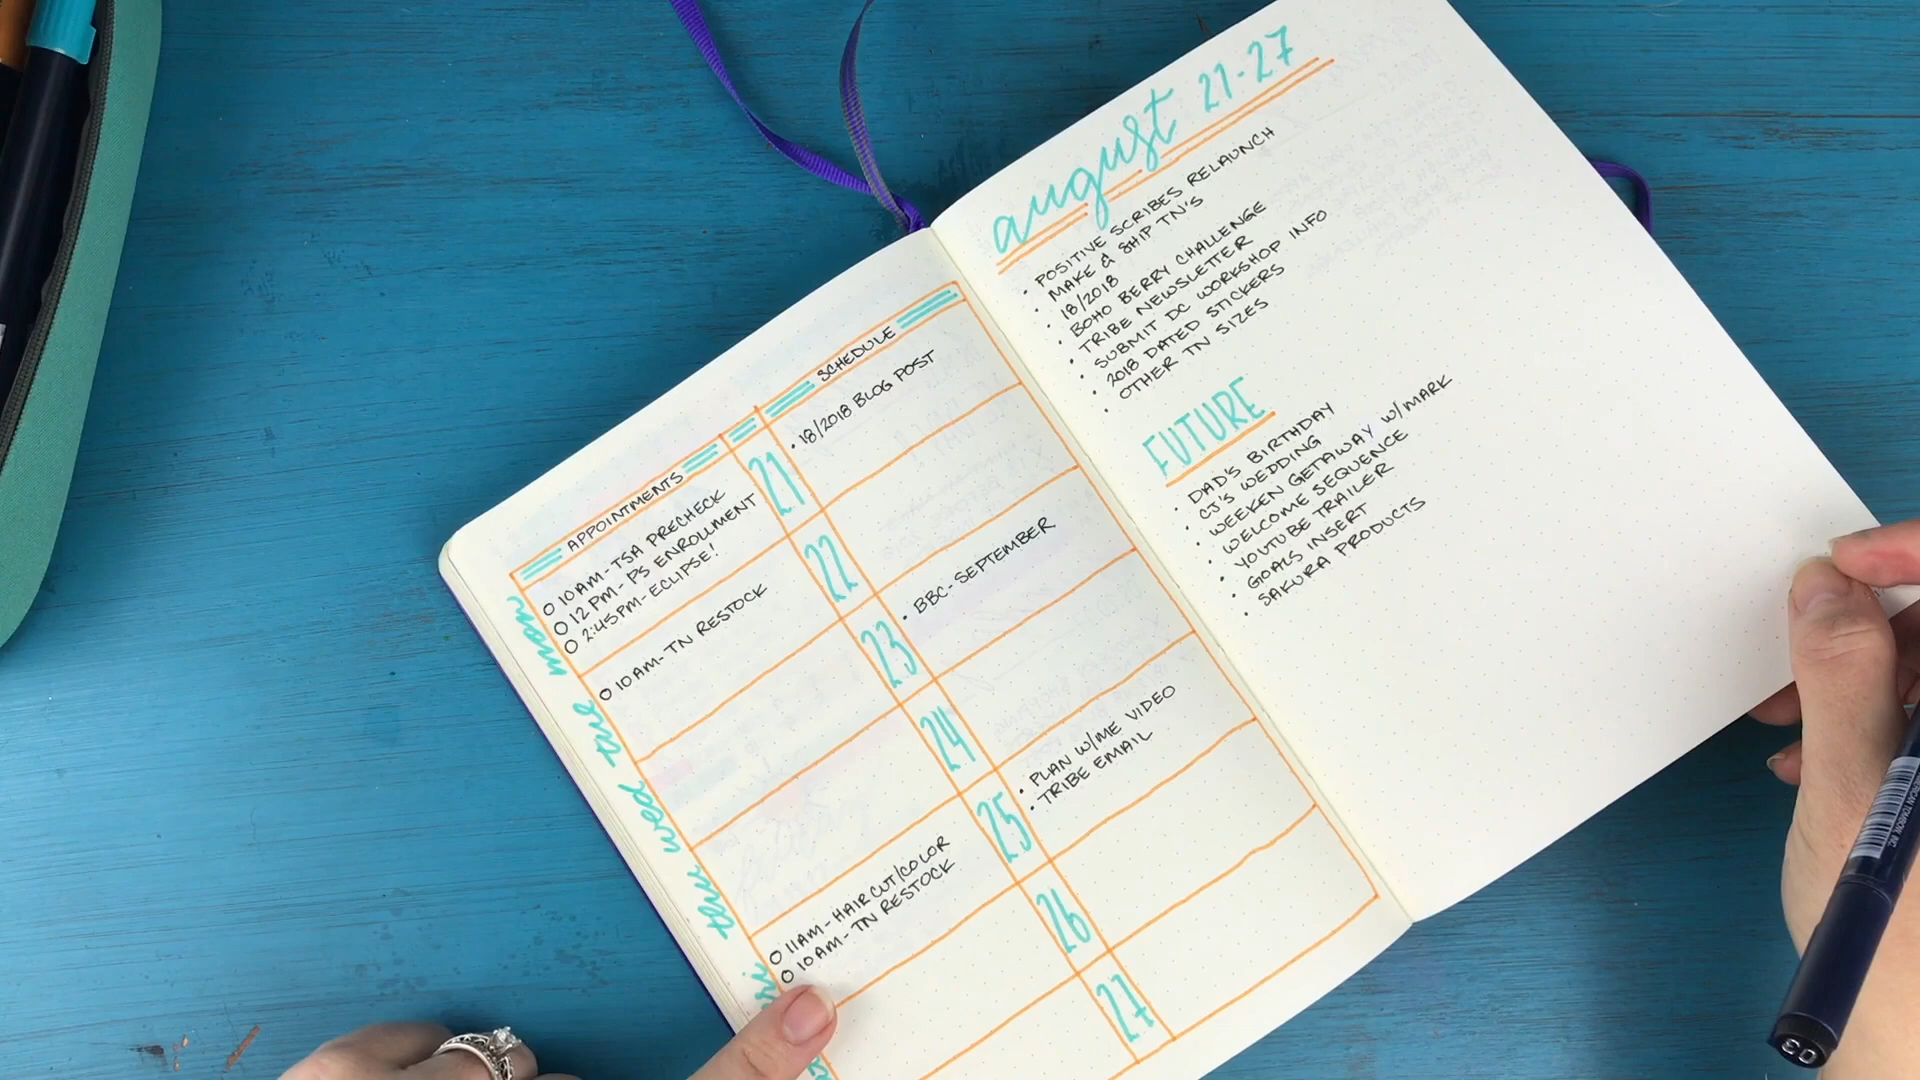 APPOINTMENTS
SCHEDULE
mon
O 10AM - TSA PRECHECK
O 12 PM - PS ENROLLMENT
O 2:45PM - ECLIPSE!
21
• 18/2018 BLOG POST
tue
O 10AM - TN RESTOCK
22
wed
23
• BBC - SEPTEMBER
thu
24
O 11AM - HAIRCUT/COLOR
O 10AM - TN RESTOCK
25
• PLAN W/ME VIDEO
• TRIBE EMAIL
26
27
august 21-27
• POSITIVE SCRIBES RELAUNCH
MAKE & SHIP TN'S
• 18/2018
• BOHO BERRY CHALLENGE
• TRIBE NEWSLETTER
• SUBMIT DC WORKSHOP INFO
• 2018 DATED STICKERS
• OTHER TN SIZES
FUTURE
• DAD'S BIRTHDAY
• CJ'S WEDDING
• WEEKEN GETAWAY W/MARK
• WELCOME SEQUENCE
• YOUTUBE TRAILER
• GOALS INSERT
• SAKURA PRODUCTS